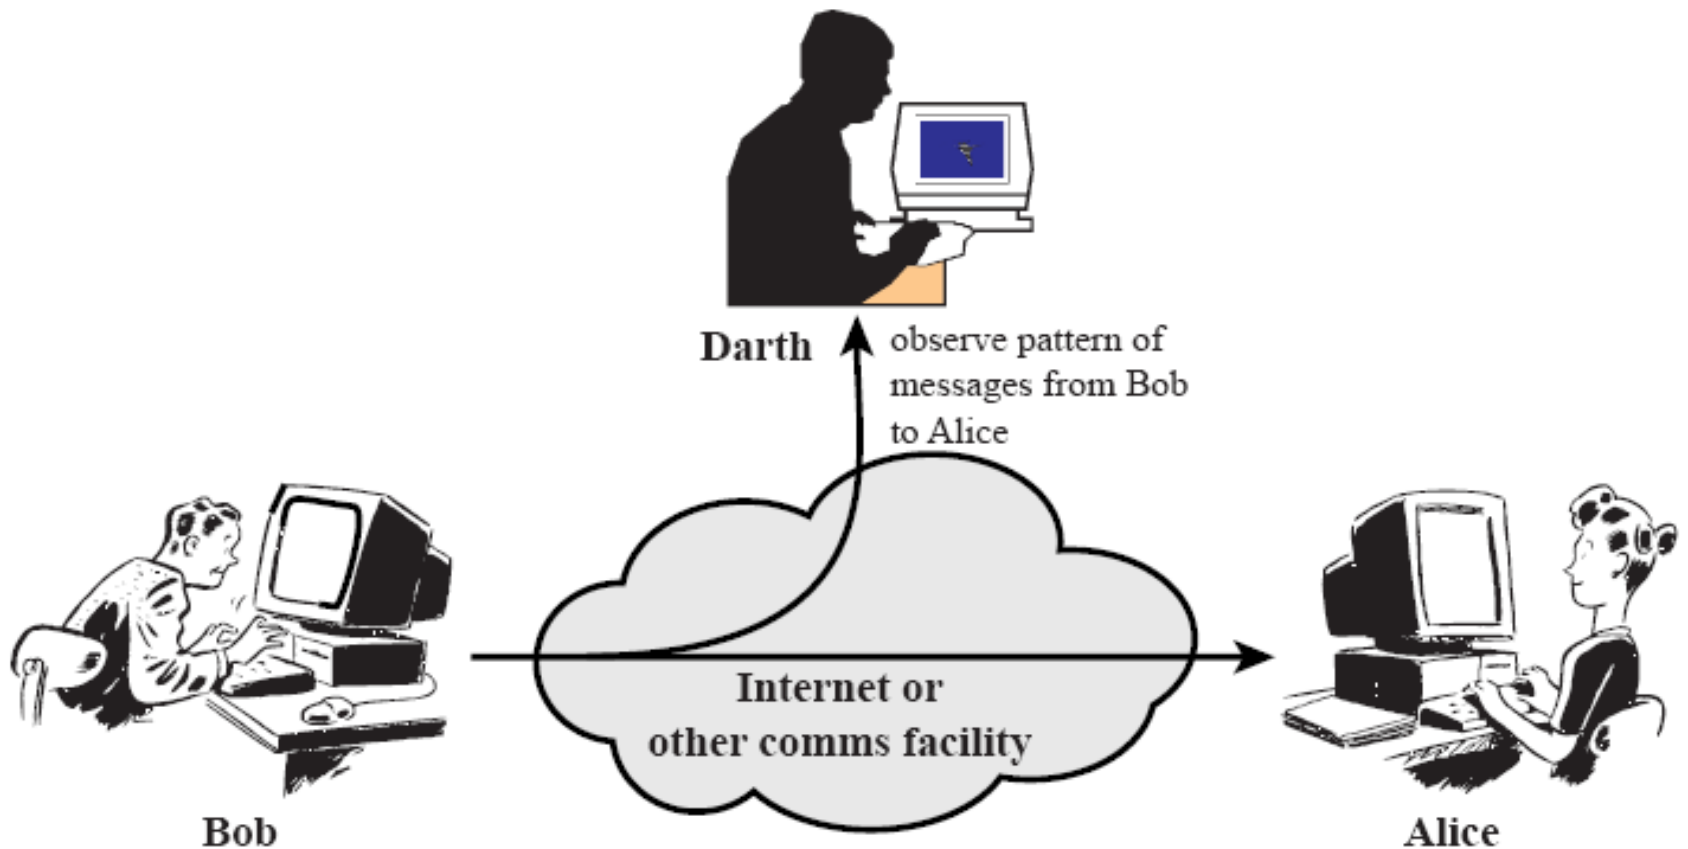 Darth
observe pattern of
messages from Bob
to Alice
Internet or
other comms facility
Bob
Alice